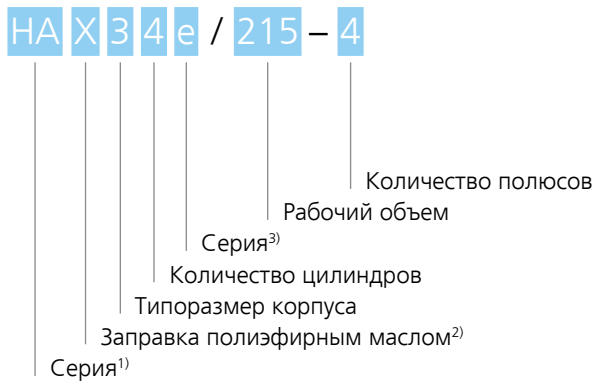 HA X 3 4 e / 215 – 4
Количество полюсов
Рабочий объем
Серия³⁾
Количество цилиндров
Типоразмер корпуса
Заправка полиэфирным маслом²⁾
Серия¹⁾